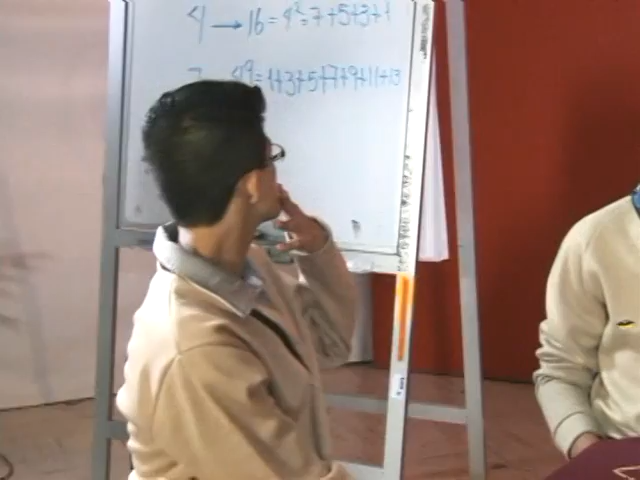 4 → 16 = 4² = 7+5+3+1
7 49 = 1+3+5+7+9+11+13